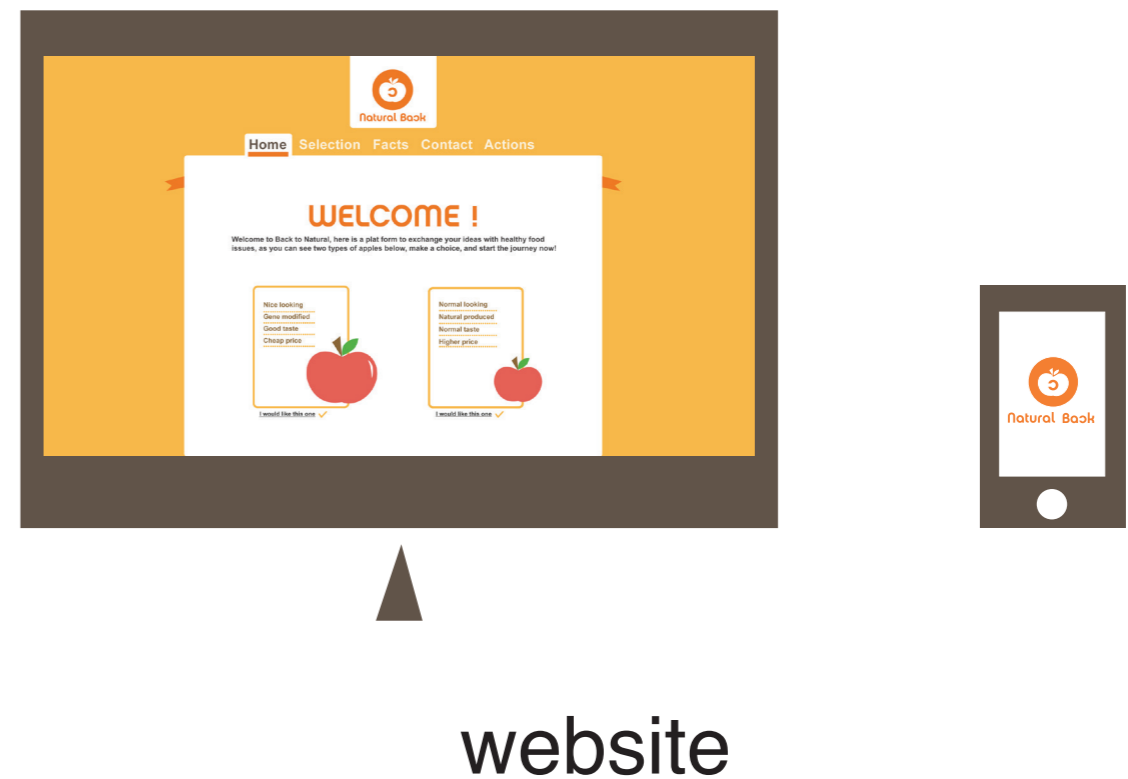 Natural Baɔk
Home Selection Facts Contact Actions
WELCOME !
Welcome to Back to Natural, here is a plat form to exchange your ideas with healthy food
issues, as you can see two types of apples below, make a choice, and start the journey now!
Nice looking
Gene modified
Good taste
Cheap price
I would like this one
Normal looking
Natural produced
Normal taste
Higher price
I would like this one
Natural Baɔk
website